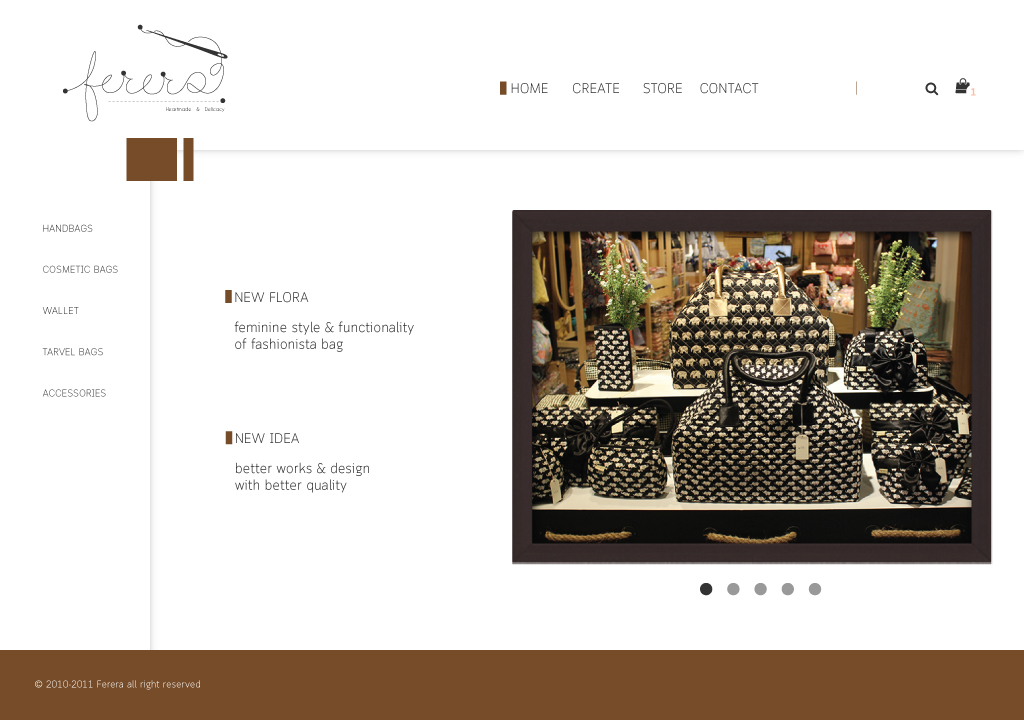 ferera
Heartmade & Delicacy
HOME CREATE STORE CONTACT
1
HANDBAGS
COSMETIC BAGS
WALLET
TARVEL BAGS
ACCESSORIES
NEW FLORA
feminine style & functionality
of fashionista bag
NEW IDEA
better works & design
with better quality
© 2010-2011 Ferera all right reserved